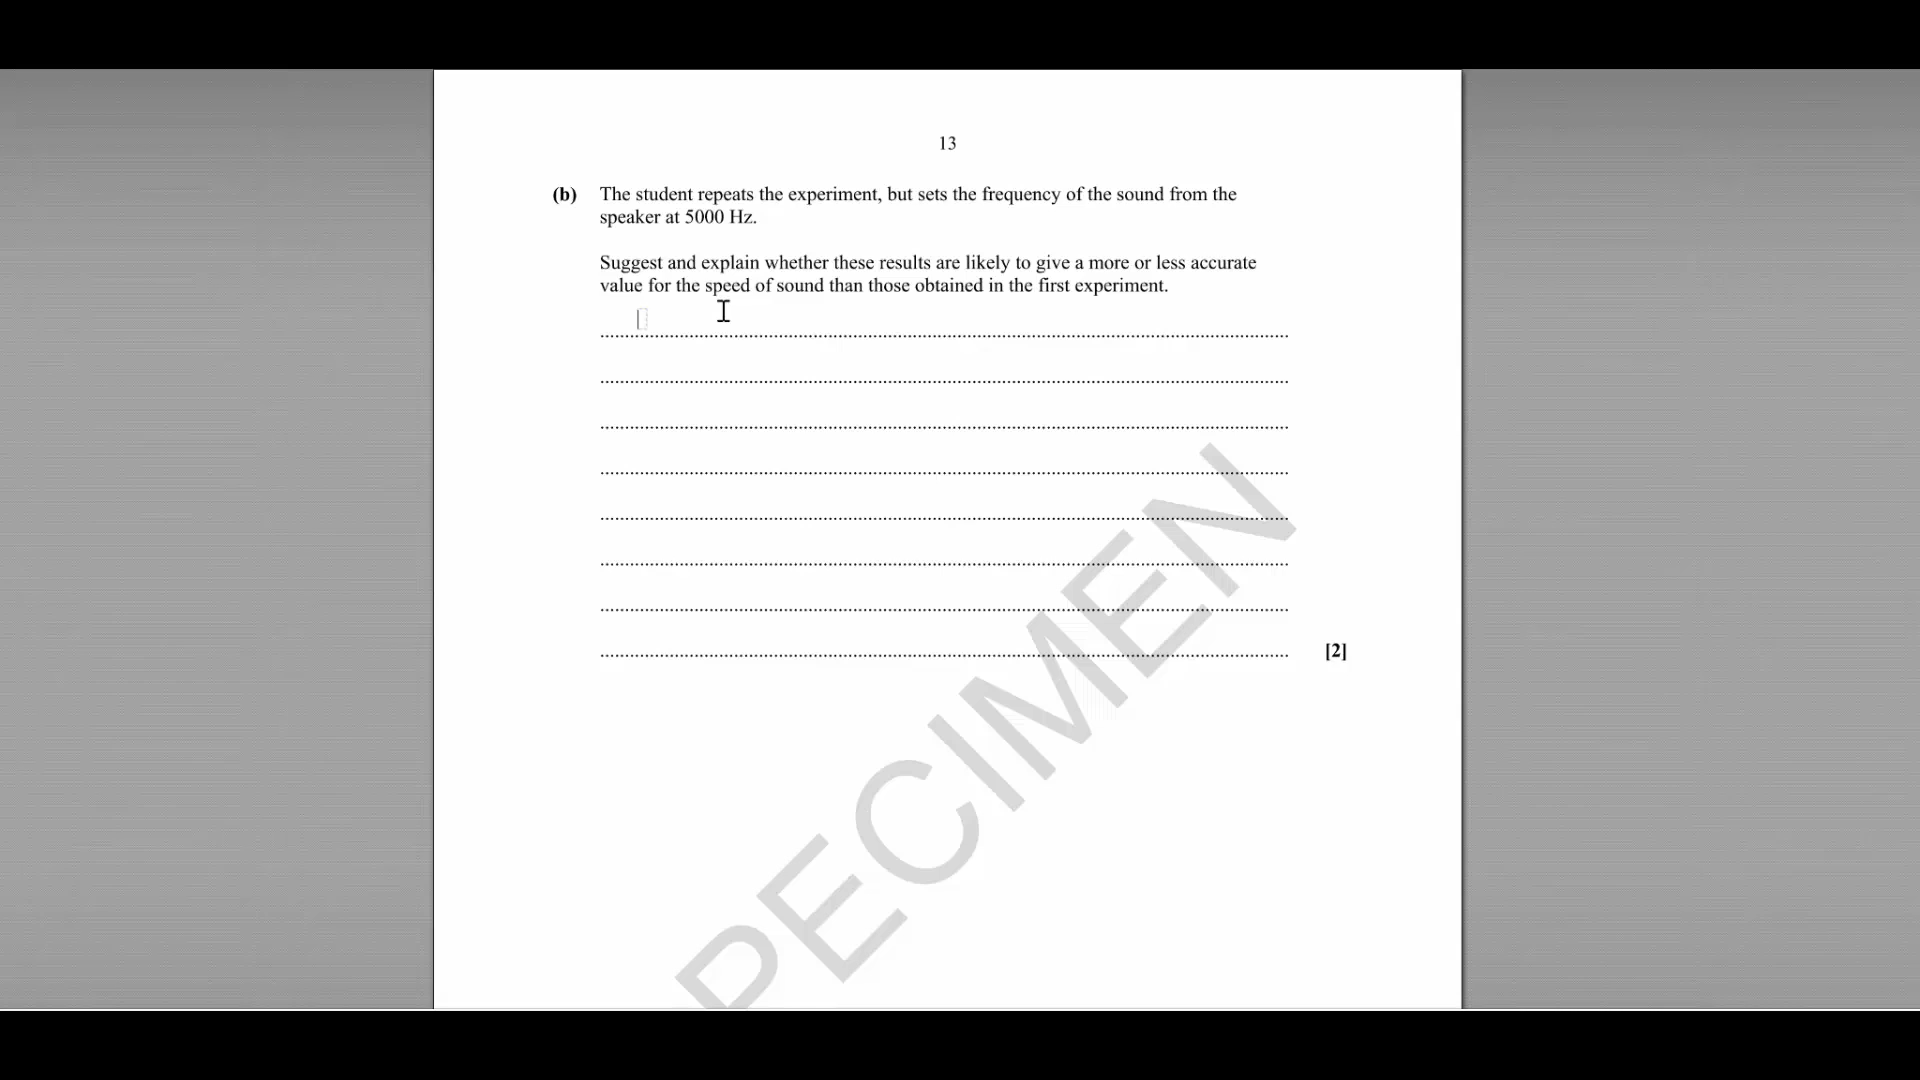 13
(b) The student repeats the experiment, but sets the frequency of the sound from the
speaker at 5000 Hz.
Suggest and explain whether these results are likely to give a more or less accurate
value for the speed of sound than those obtained in the first experiment.
[2]
PECIMEN